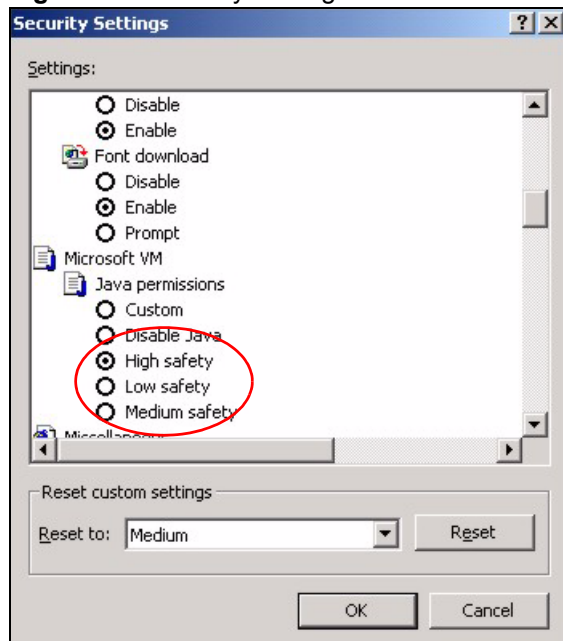 Security Settings
Settings:
Disable
Enable
Font download
Disable
Enable
Prompt
Microsoft VM
Java permissions
Custom
Disable Java
High safety
Low safety
Medium safety
Miscellaneous
Reset custom settings
Reset to: Medium Reset
OK Cancel